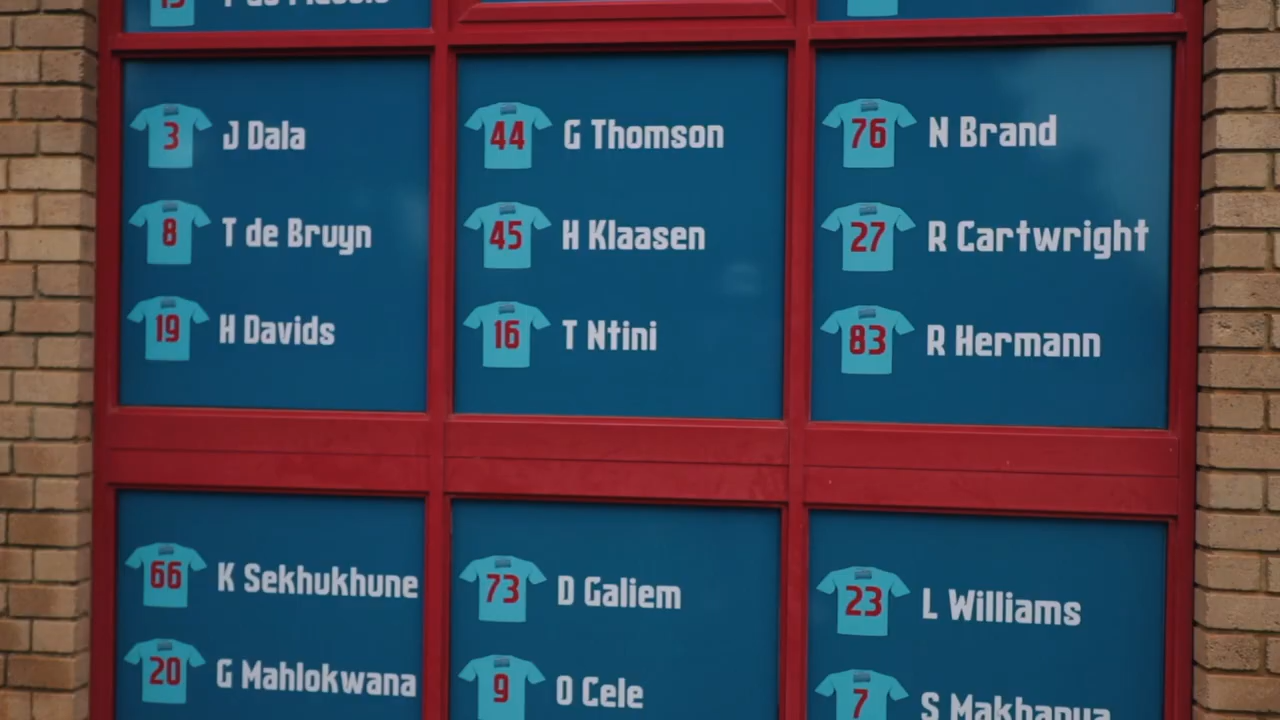 3 J Dala
8 T de Bruyn
19 H Davids
44 G Thomson
45 H Klaasen
16 T Ntini
76 N Brand
27 R Cartwright
83 R Hermann
66 K Sekhukhune
20 G Mahlokwana
73 D Galiem
9 O Cele
23 L Williams
7 S Makhanya